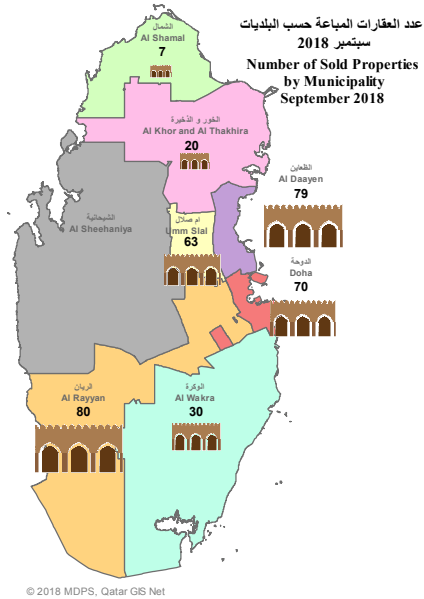 عدد العقارات المباعة حسب البلديات
سبتمبر 2018
Number of Sold Properties
by Municipality
September 2018
الشمال
Al Shamal
7
الخور و الذخيرة
Al Khor and Al Thakhira
20
الظعاين
Al Daayen
79
الشيحانية
Al Sheehaniya
ام صلال
Umm Slal
63
الدوحة
Doha
70
الريان
Al Rayyan
80
الوكرة
Al Wakra
30
© 2018 MDPS, Qatar GIS Net